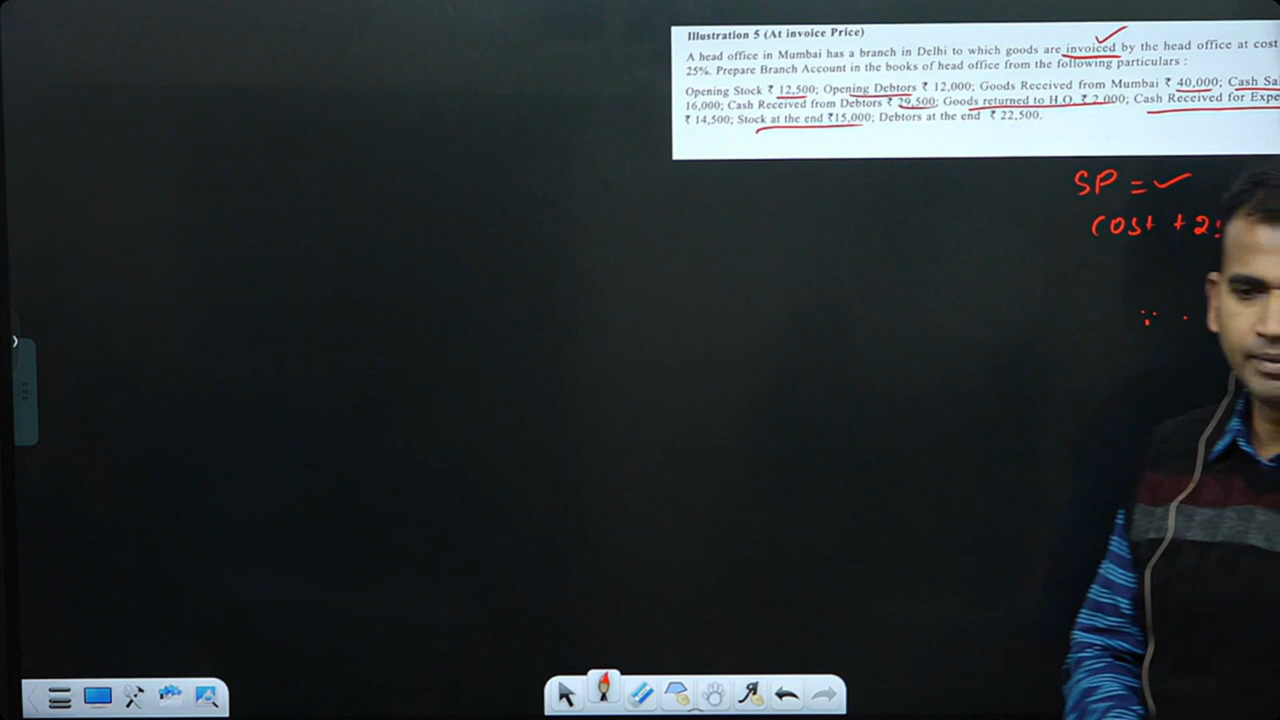 Illustration 5 (At invoice Price)
A head office in Mumbai has a branch in Delhi to which goods are invoiced by the head office at cost
25%. Prepare Branch Account in the books of head office from the following particulars :
Opening Stock ₹ 12,500; Opening Debtors ₹ 12,000; Goods Received from Mumbai ₹ 40,000; Cash Sa
16,000; Cash Received from Debtors ₹ 29,500; Goods returned to H.O. ₹ 2,000; Cash Received for Expe
₹ 14,500; Stock at the end ₹15,000; Debtors at the end ₹ 22,500.
SP =
Cost + 2